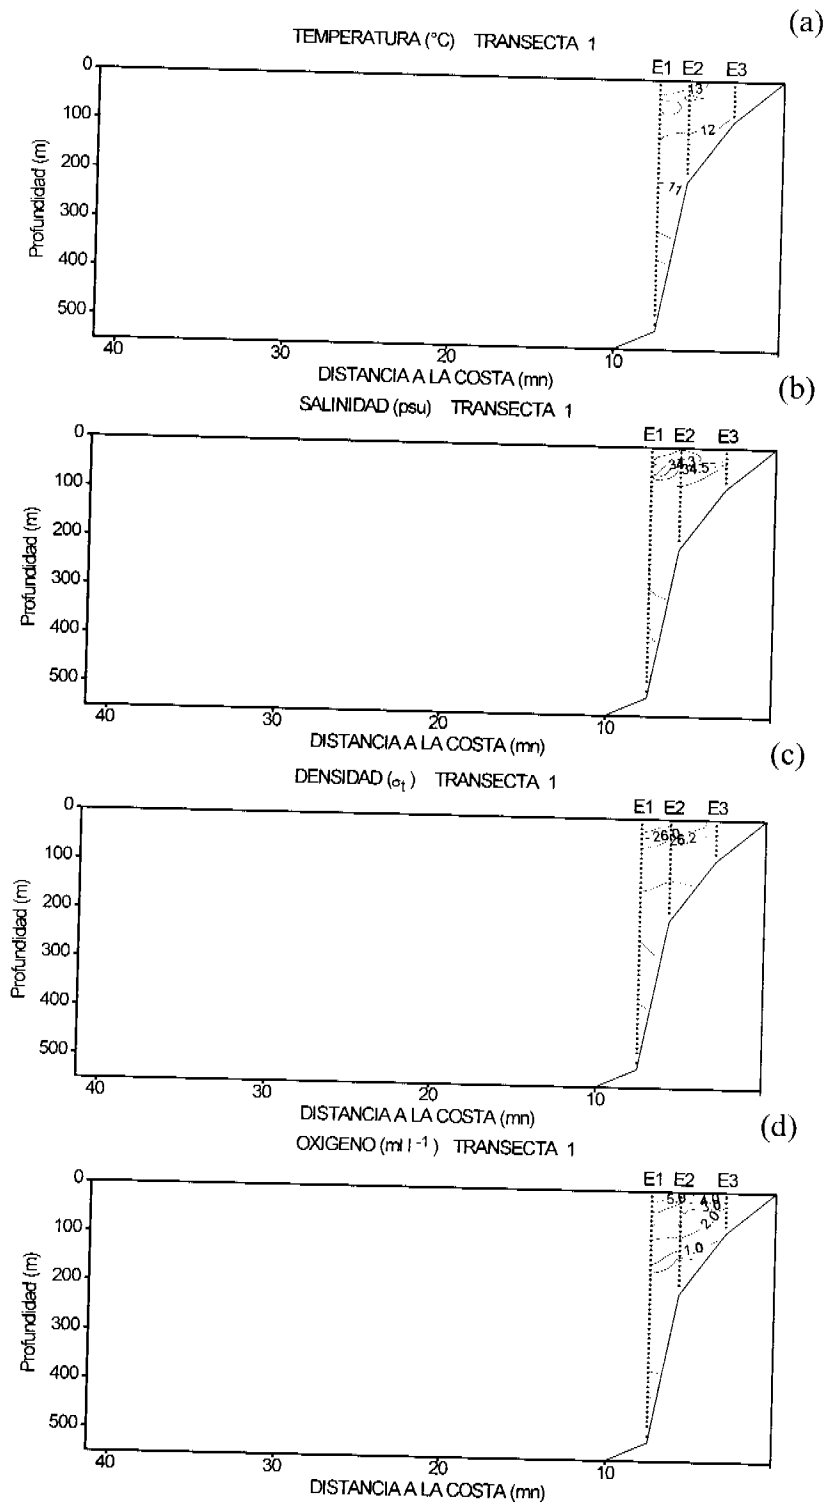 (a)
TEMPERATURA (°C) TRANSECTA 1
E1 E2 E3
0
100
200
300
400
500
13
12
11
Profundidad (m)
40 30 20 10
DISTANCIA A LA COSTA (mn)
(b)
SALINIDAD (psu) TRANSECTA 1
E1 E2 E3
0
100
200
300
400
500
34.3
34.5
Profundidad (m)
40 30 20 10
DISTANCIA A LA COSTA (mn)
(c)
DENSIDAD (σt) TRANSECTA 1
E1 E2 E3
0
100
200
300
400
500
26.0
26.2
Profundidad (m)
40 30 20 10
DISTANCIA A LA COSTA (mn)
(d)
OXIGENO (ml l -1) TRANSECTA 1
E1 E2 E3
0
100
200
300
400
500
5.0 4.0
3.0
2.0
1.0
Profundidad (m)
40 30 20 10
DISTANCIA A LA COSTA (mn)